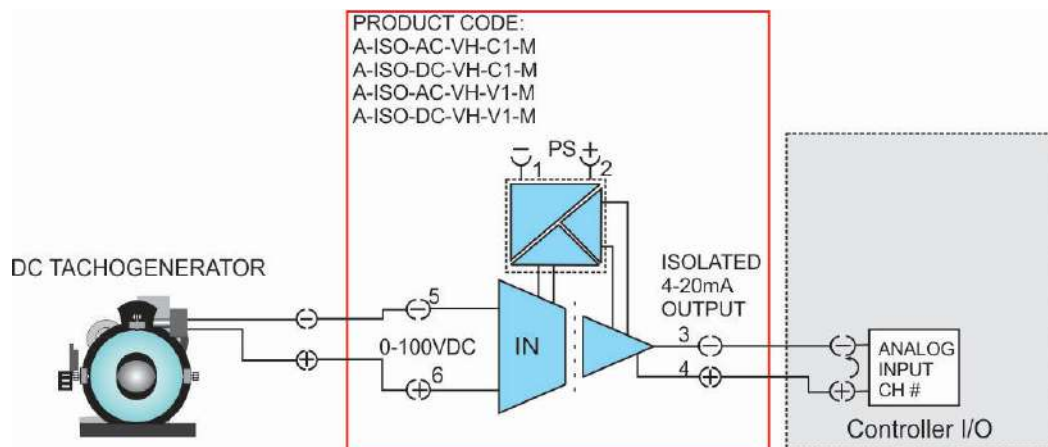 PRODUCT CODE:
A-ISO-AC-VH-C1-M
A-ISO-DC-VH-C1-M
A-ISO-AC-VH-V1-M
A-ISO-DC-VH-V1-M
− PS +
1 2
DC TACHOGENERATOR
ISOLATED
4-20mA
OUTPUT
− − 5
0-100VDC
+ + 6
IN
3 − −
4 + +
ANALOG
INPUT
CH #
Controller I/O